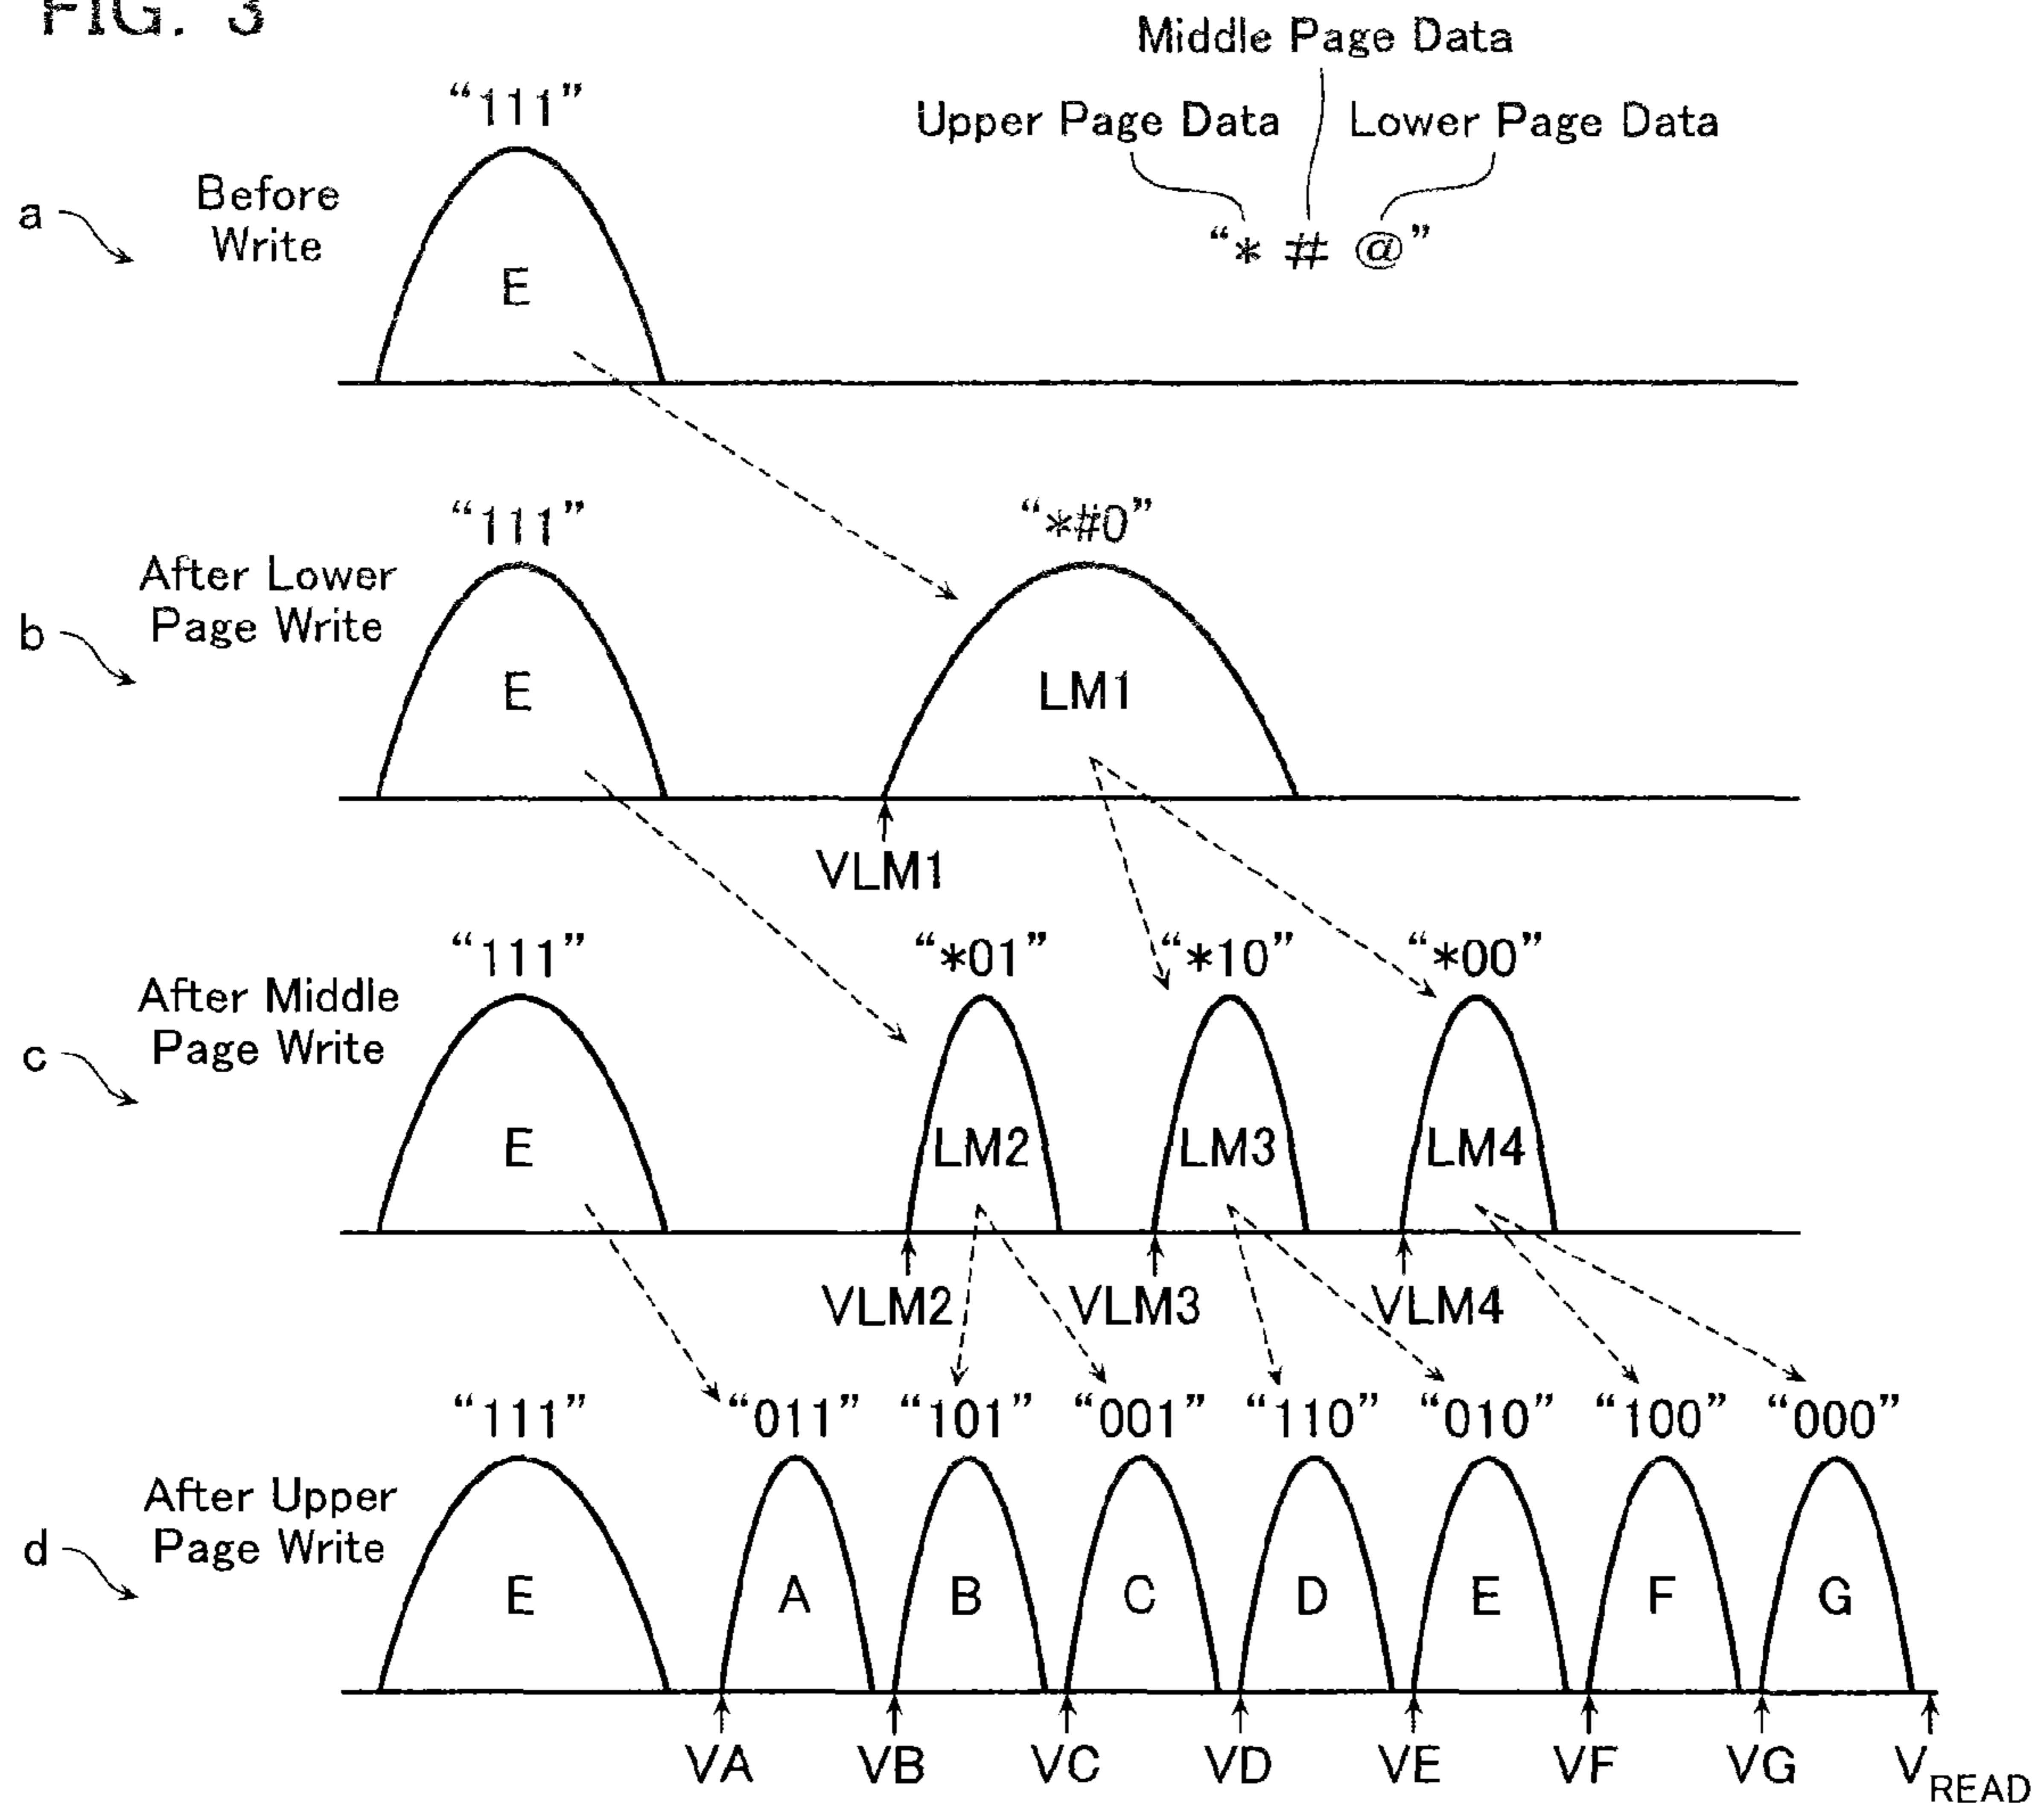 FIG. 3
Middle Page Data
Upper Page Data
Lower Page Data
“* # @”
a
Before
Write
“111”
E
b
After Lower
Page Write
“111”
“*#0”
E
LM1
VLM1
c
After Middle
Page Write
“111”
“*01”
“*10”
“*00”
E
LM2
LM3
LM4
VLM2
VLM3
VLM4
d
After Upper
Page Write
“111”
“011”
“101”
“001”
“110”
“010”
“100”
“000”
E
A
B
C
D
E
F
G
VA
VB
VC
VD
VE
VF
VG
VREAD